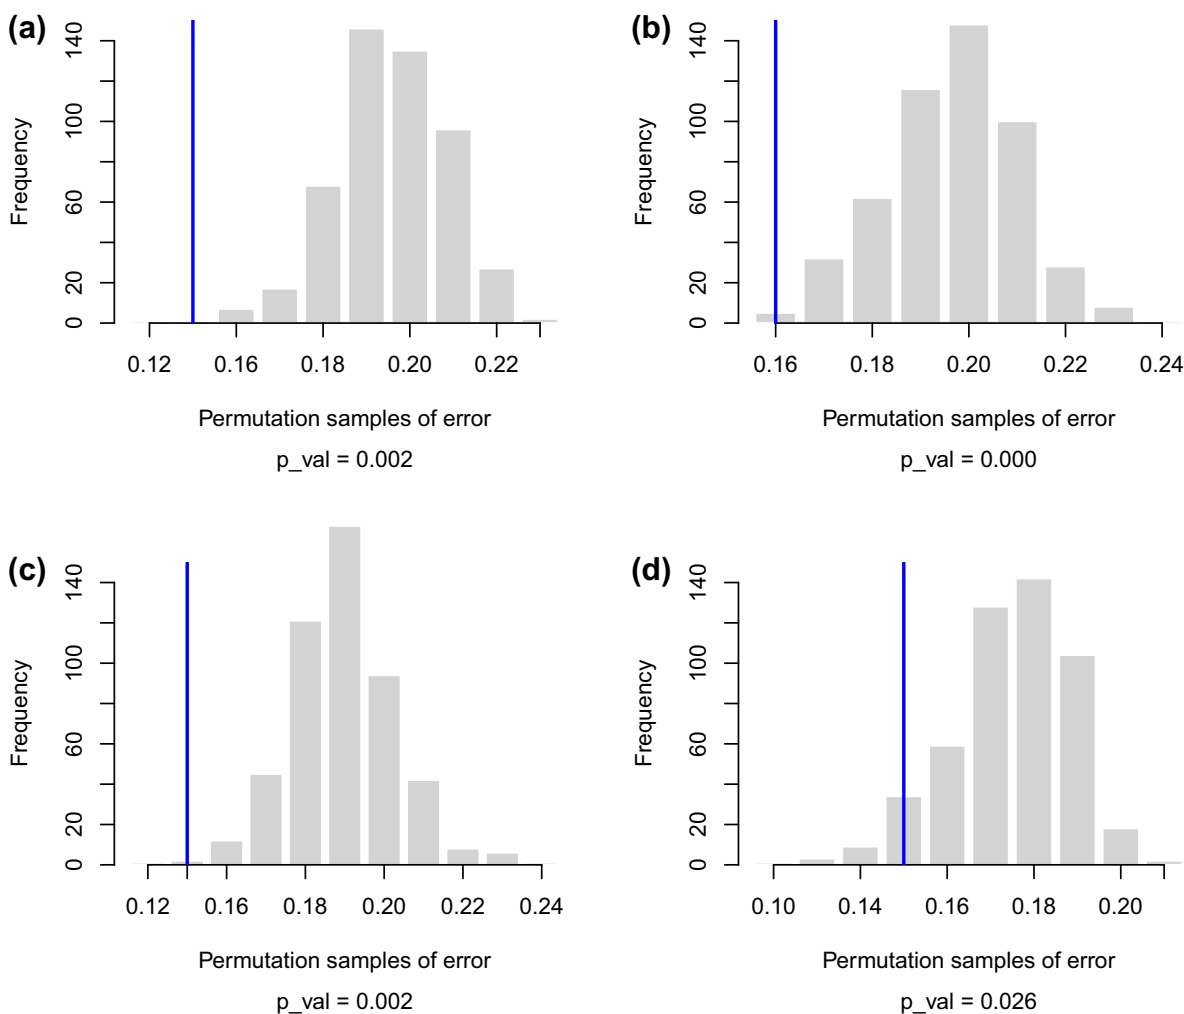 (a)
Frequency
0 20 60 100 140
0.12 0.16 0.18 0.20 0.22
Permutation samples of error
p_val = 0.002
(b)
Frequency
0 20 60 100 140
0.16 0.18 0.20 0.22 0.24
Permutation samples of error
p_val = 0.000
(c)
Frequency
0 20 60 100 140
0.12 0.16 0.18 0.20 0.22 0.24
Permutation samples of error
p_val = 0.002
(d)
Frequency
0 20 60 100 140
0.10 0.14 0.16 0.18 0.20
Permutation samples of error
p_val = 0.026